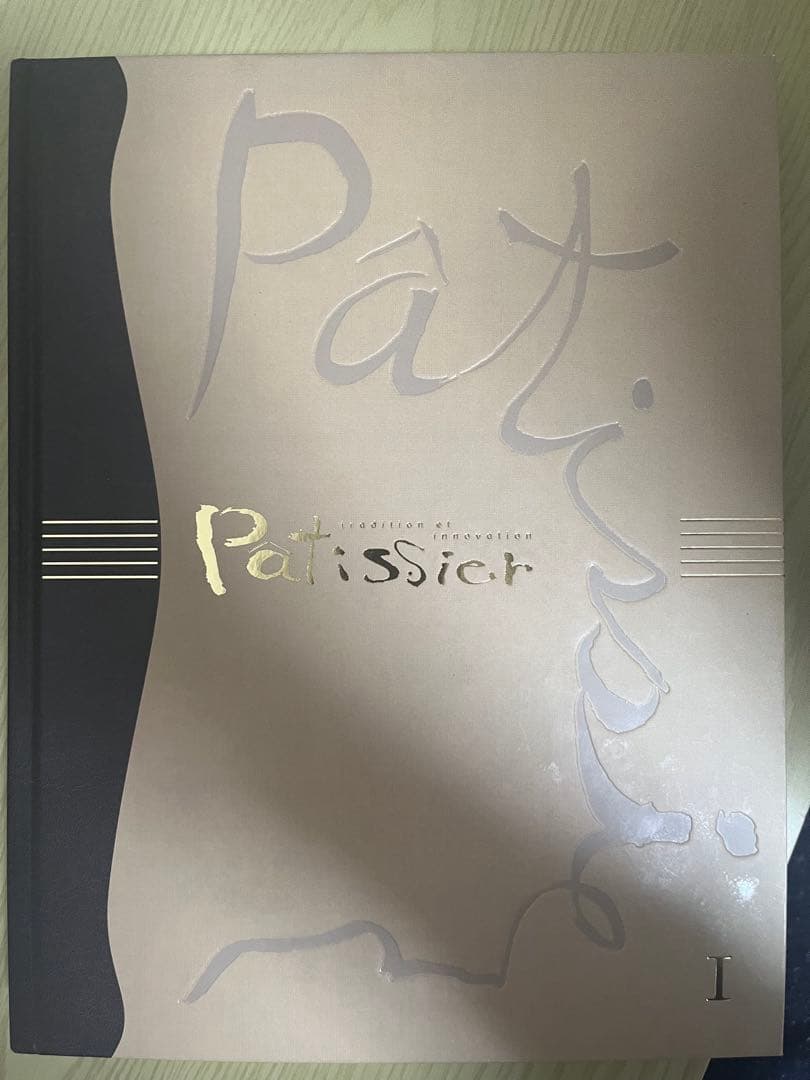 Pâtissier
tradition et
innovation
Pâtissier
I